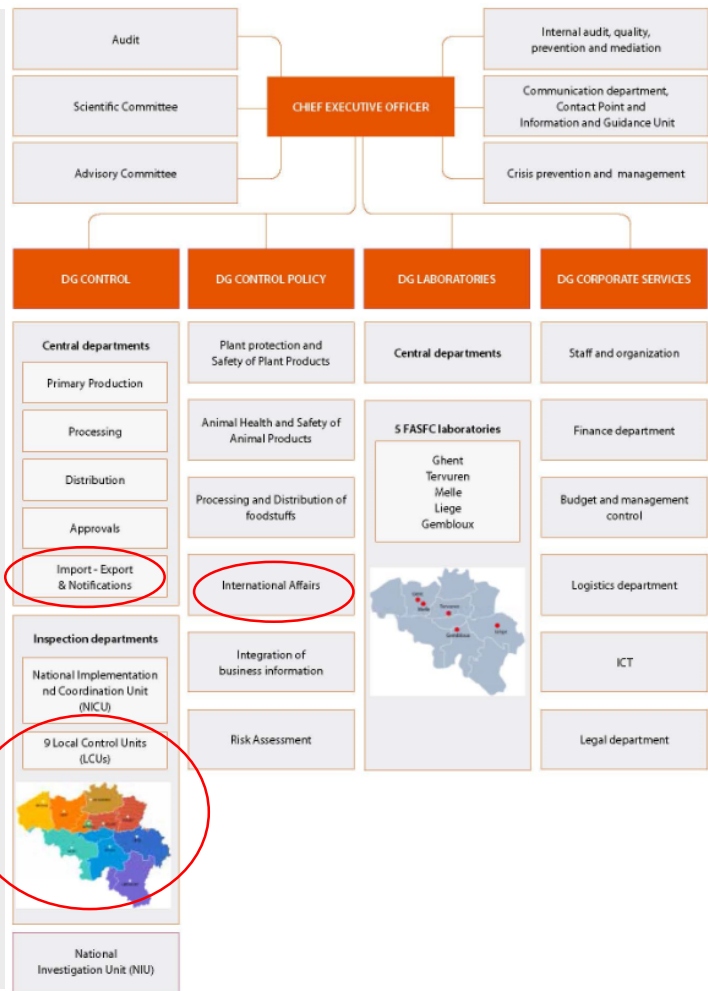 Audit
Internal audit, quality,
prevention and mediation
Scientific Committee
CHIEF EXECUTIVE OFFICER
Communication department,
Contact Point and
Information and Guidance Unit
Advisory Committee
Crisis prevention and management
DG CONTROL
DG CONTROL POLICY
DG LABORATORIES
DG CORPORATE SERVICES
Central departments
Primary Production
Processing
Distribution
Approvals
Import - Export
& Notifications
Inspection departments
National Implementation
nd Coordination Unit
(NICU)
9 Local Control Units
(LCUs)
National
Investigation Unit (NIU)
Plant protection and
Safety of Plant Products
Animal Health and Safety of
Animal Products
Processing and Distribution of
foodstuffs
International Affairs
Integration of
business information
Risk Assessment
Central departments
5 FASFC laboratories
Ghent
Tervuren
Melle
Liege
Gembloux
Melle
Tervuren
Gembloux
Liege
Staff and organization
Finance department
Budget and management
control
Logistics department
ICT
Legal department